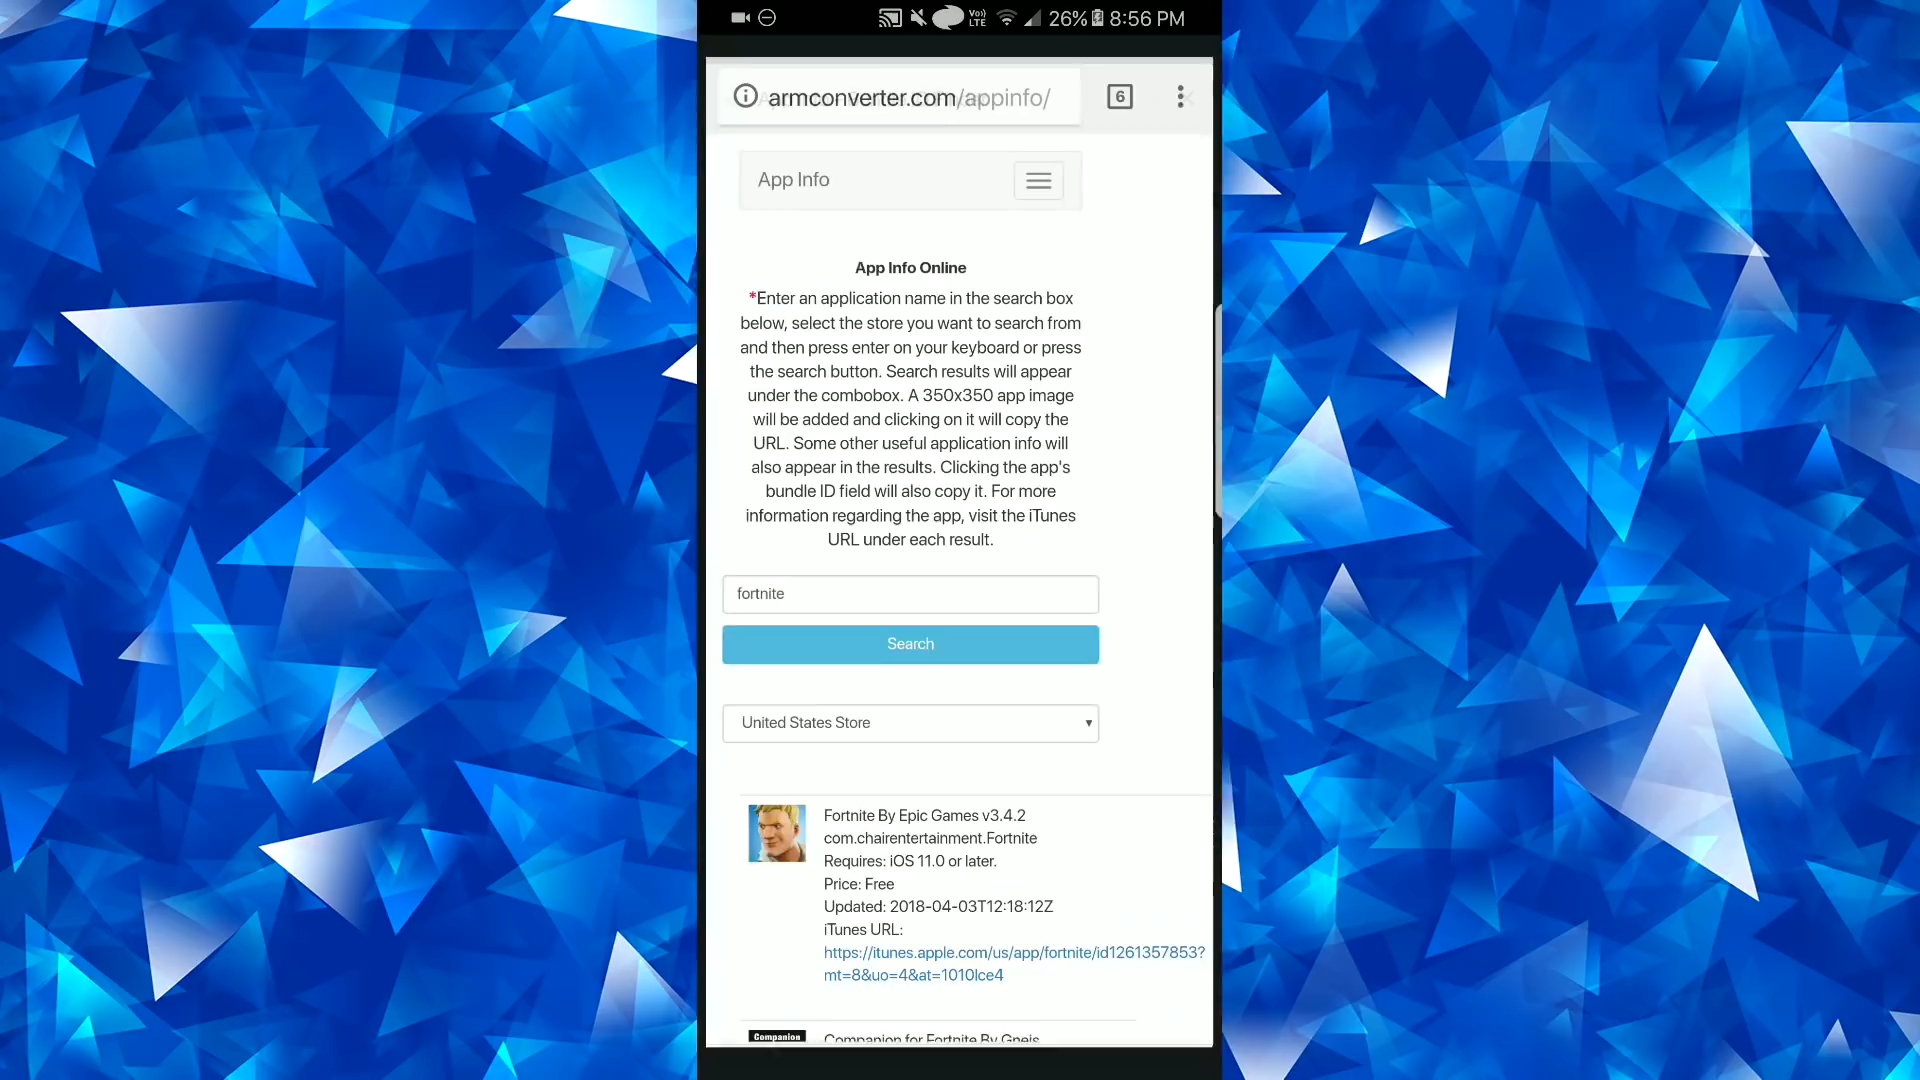 Vo)
LTE
26%
8:56 PM
armconverter.com/appinfo/
6
App Info
App Info Online
*Enter an application name in the search box
below, select the store you want to search from
and then press enter on your keyboard or press
the search button. Search results will appear
under the combobox. A 350x350 app image
will be added and clicking on it will copy the
URL. Some other useful application info will
also appear in the results. Clicking the app's
bundle ID field will also copy it. For more
information regarding the app, visit the iTunes
URL under each result.
fortnite
Search
United States Store
Fortnite By Epic Games v3.4.2
com.chairentertainment.Fortnite
Requires: iOS 11.0 or later.
Price: Free
Updated: 2018-04-03T12:18:12Z
iTunes URL:
https://itunes.apple.com/us/app/fortnite/id1261357853?
mt=8&uo=4&at=1010lce4
Companion
Companion for Fortnite By Gneis